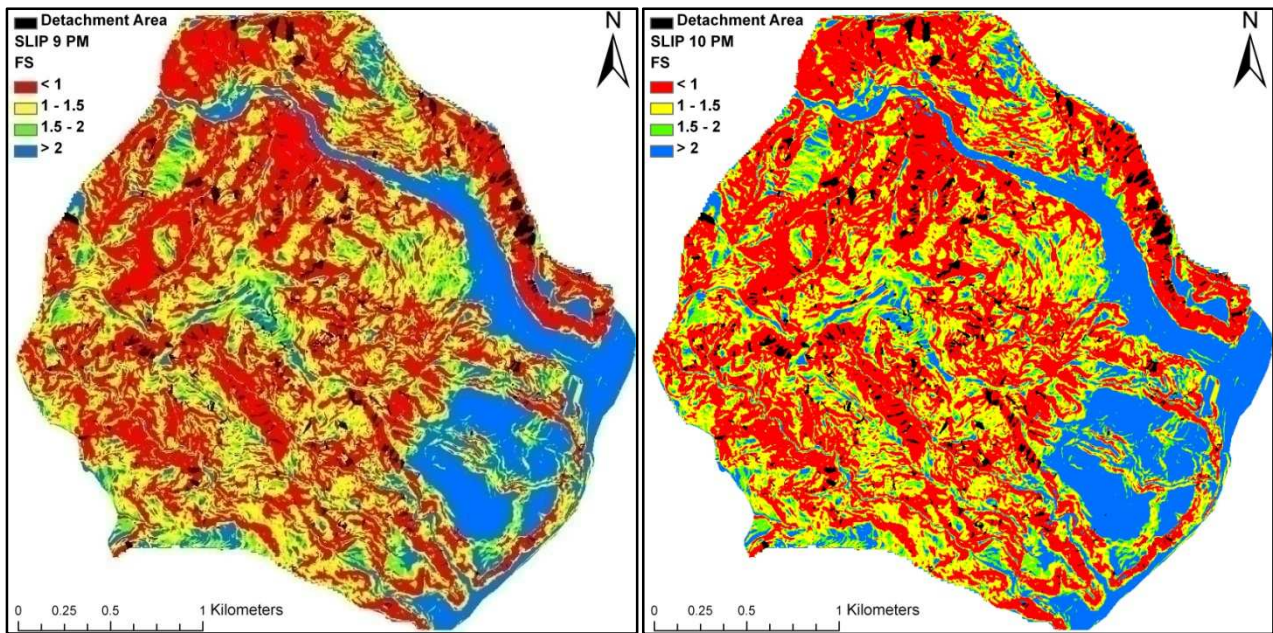 Detachment Area
SLIP 9 PM
FS
< 1
1 - 1.5
1.5 - 2
> 2
N
0 0.25 0.5 1 Kilometers
Detachment Area
SLIP 10 PM
FS
< 1
1 - 1.5
1.5 - 2
> 2
N
0 0.25 0.5 1 Kilometers